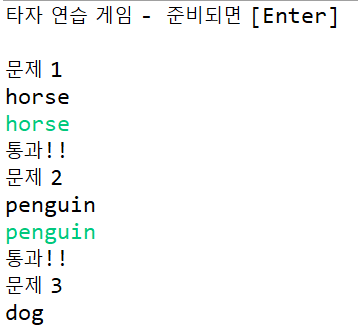 타자 연습 게임 - 준비되면 [Enter]
문제 1
horse
horse
통과!!
문제 2
penguin
penguin
통과!!
문제 3
dog